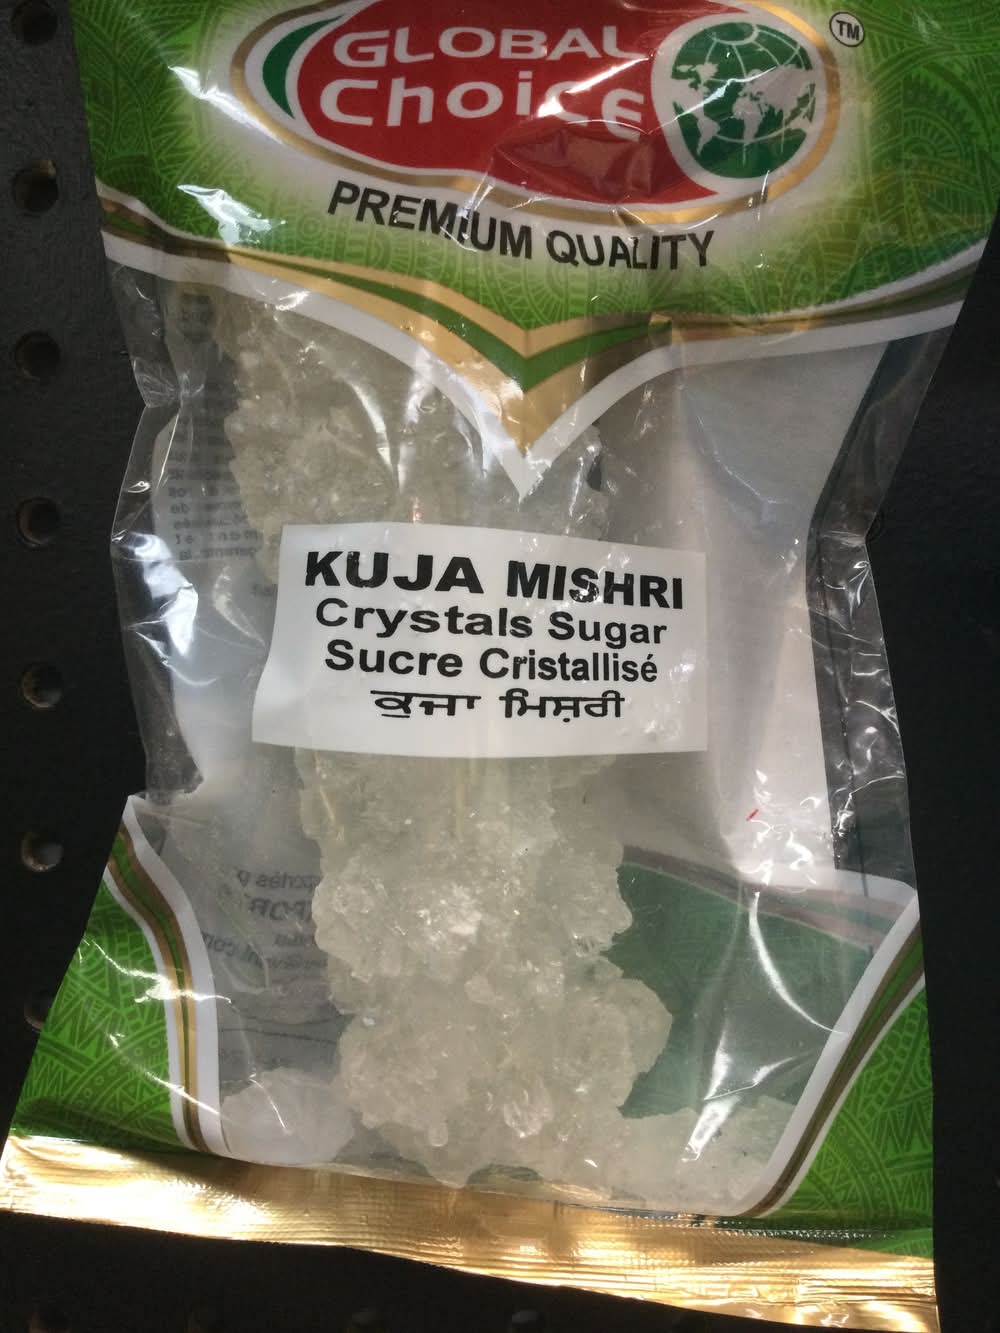 GLOBAL
Choice
TM
PREMIUM QUALITY
KUJA MISHRI
Crystals Sugar
Sucre Cristallisé
ਕੁਜਾ ਮਿਸ਼ਰੀ